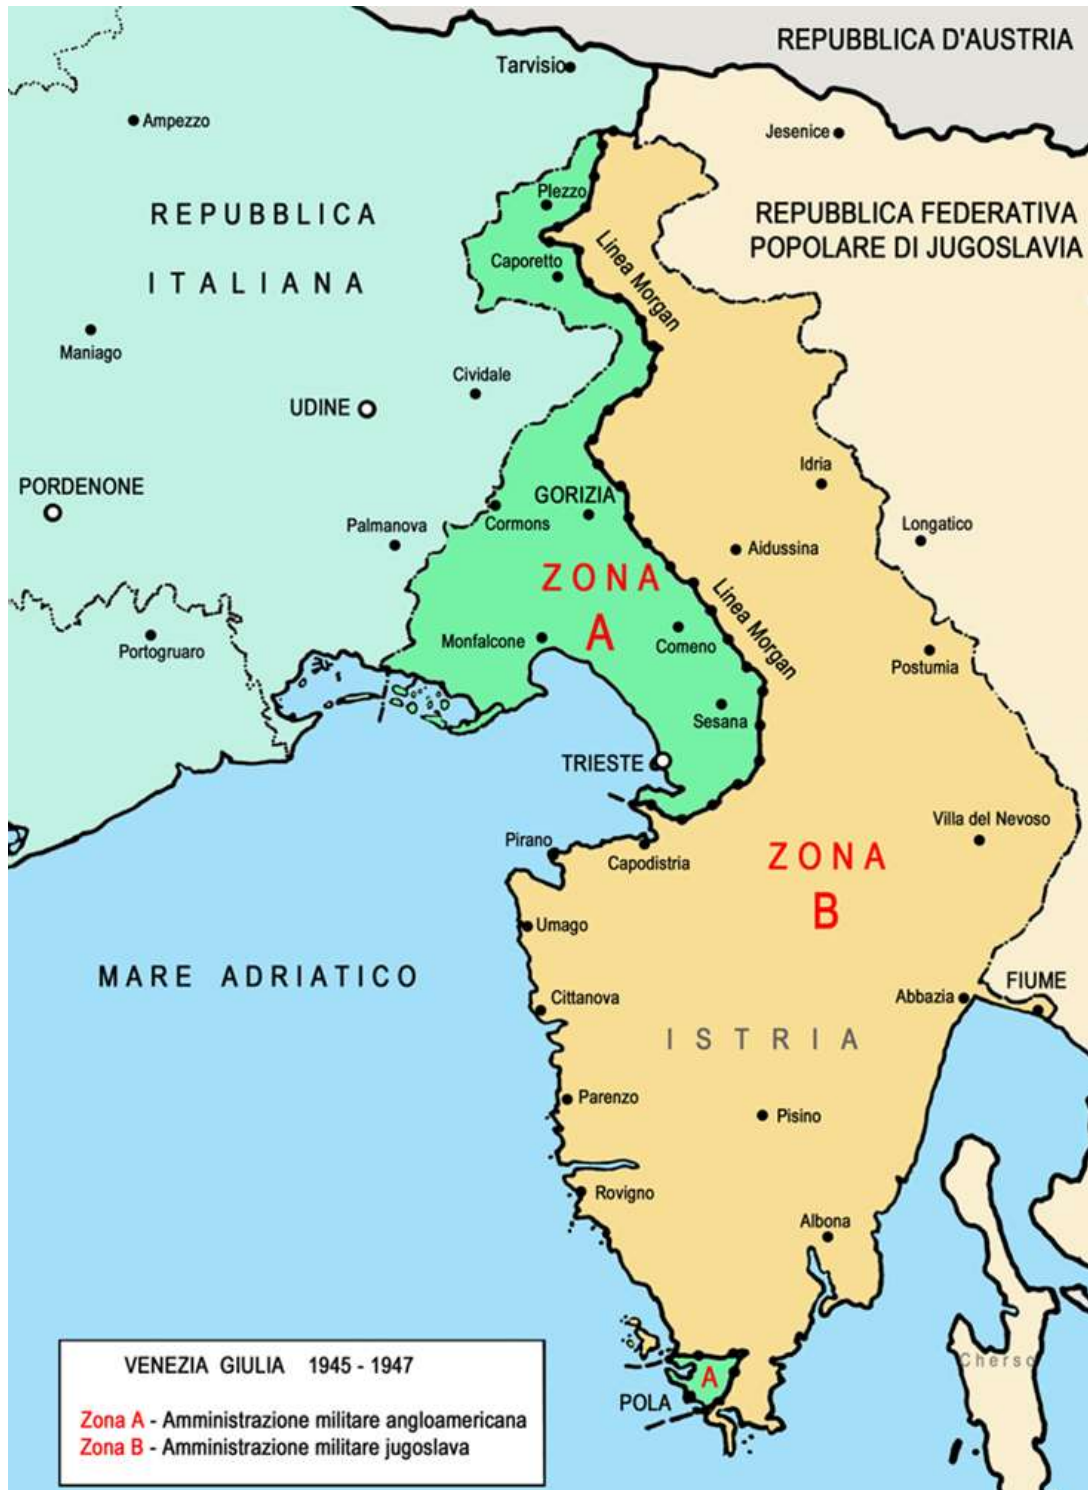 REPUBBLICA D'AUSTRIA
Tarvisio
Ampezzo
Jesenice
Plezzo
REPUBBLICA
ITALIANA
REPUBBLICA FEDERATIVA
POPOLARE DI JUGOSLAVIA
Linea Morgan
Caporetto
Maniago
Cividale
UDINE
Idria
PORDENONE
GORIZIA
Cormons
Palmanova
Longatico
Aidussina
ZONA
A
Linea Morgan
Monfalcone
Comeno
Portogruaro
Postumia
Sesana
TRIESTE
Villa del Nevoso
Pirano
Capodistria
ZONA
B
Umago
MARE ADRIATICO
FIUME
Abbazia
Cittanova
ISTRIA
Parenzo
Pisino
Rovigno
Albona
Cherso
A
POLA
VENEZIA GIULIA 1945 - 1947
Zona A - Amministrazione militare angloamericana
Zona B - Amministrazione militare jugoslava